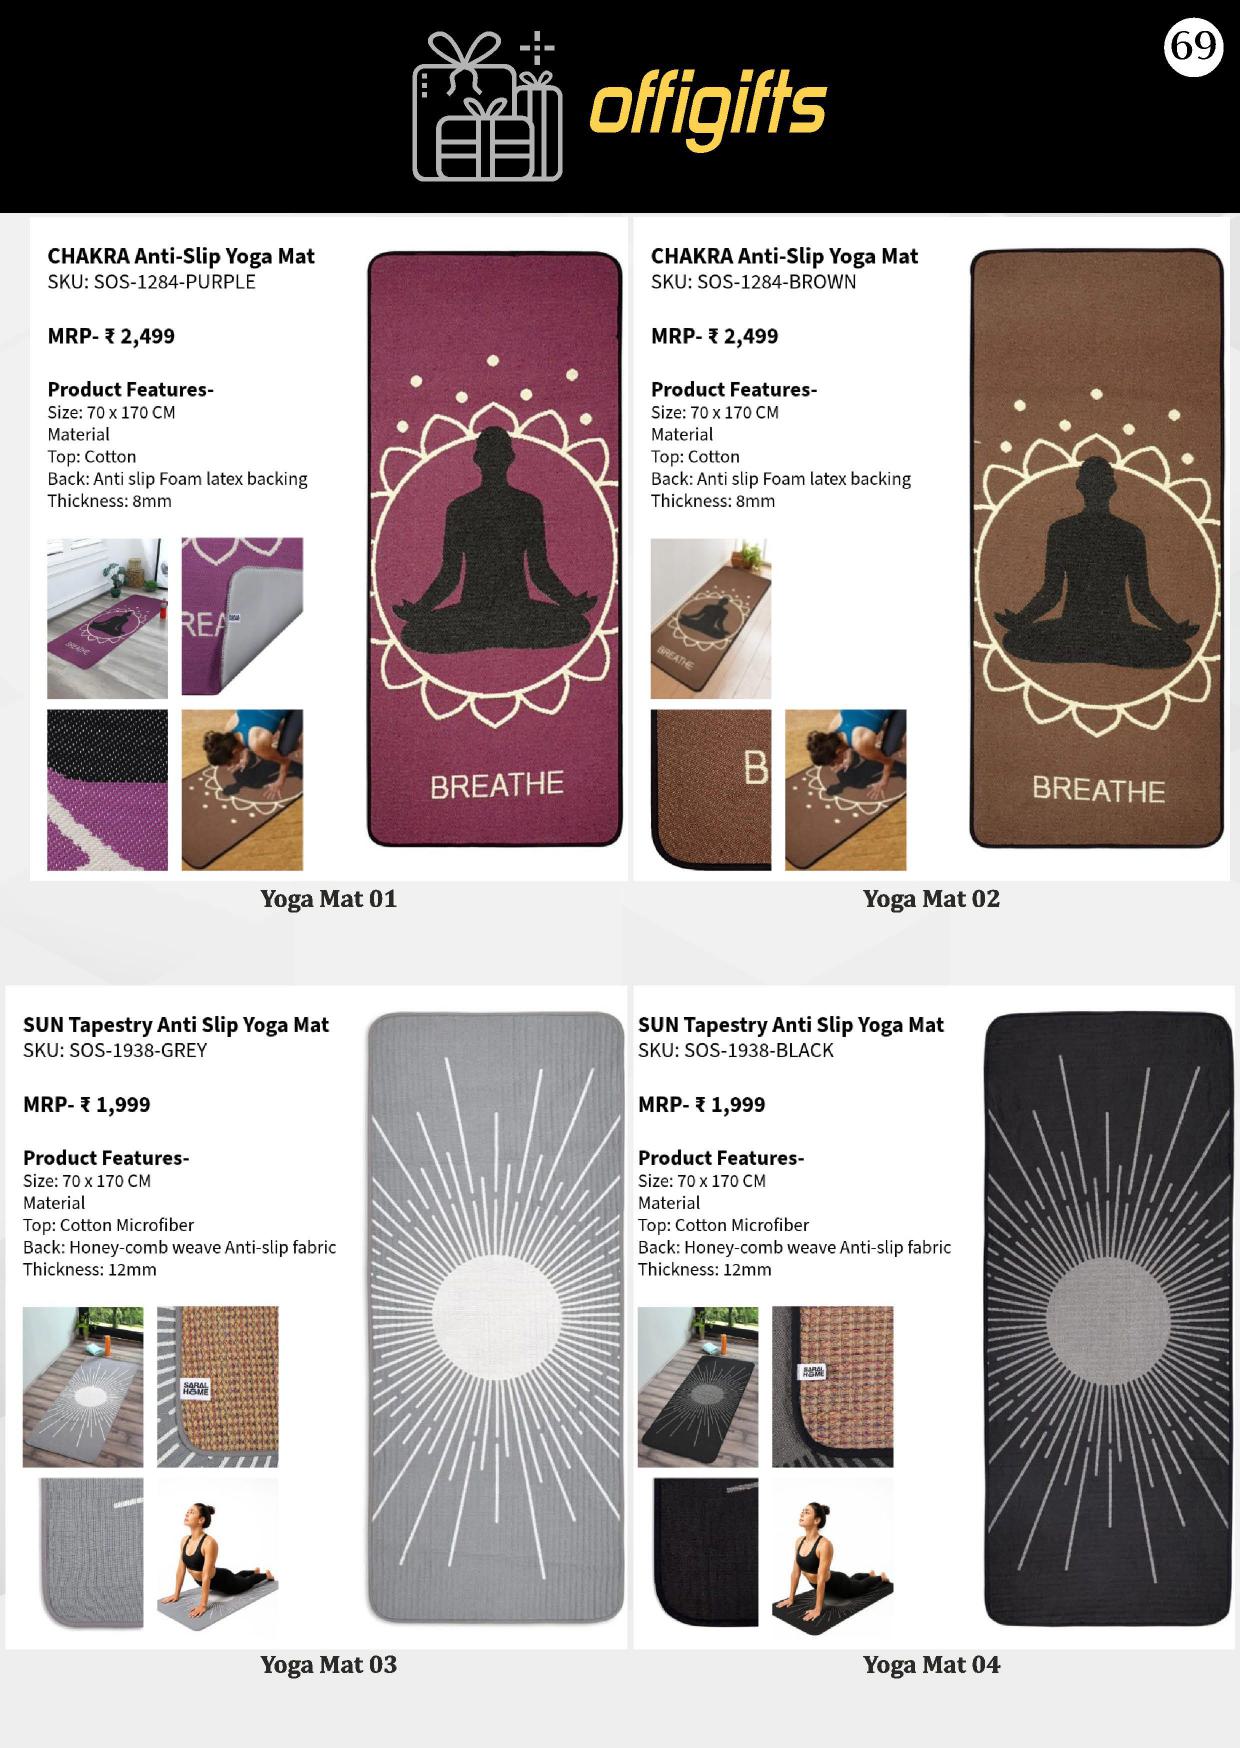 offigifts
69
CHAKRA Anti-Slip Yoga Mat
SKU: SOS-1284-PURPLE
MRP- ₹ 2,499
Product Features-
Size: 70 x 170 CM
Material
Top: Cotton
Back: Anti slip Foam latex backing
Thickness: 8mm
BREATHE
REA
BREATHE
Yoga Mat 01
CHAKRA Anti-Slip Yoga Mat
SKU: SOS-1284-BROWN
MRP- ₹ 2,499
Product Features-
Size: 70 x 170 CM
Material
Top: Cotton
Back: Anti slip Foam latex backing
Thickness: 8mm
BREATHE
B
BREATHE
Yoga Mat 02
SUN Tapestry Anti Slip Yoga Mat
SKU: SOS-1938-GREY
MRP- ₹ 1,999
Product Features-
Size: 70 x 170 CM
Material
Top: Cotton Microfiber
Back: Honey-comb weave Anti-slip fabric
Thickness: 12mm
SARAL
HOME
Yoga Mat 03
SUN Tapestry Anti Slip Yoga Mat
SKU: SOS-1938-BLACK
MRP- ₹ 1,999
Product Features-
Size: 70 x 170 CM
Material
Top: Cotton Microfiber
Back: Honey-comb weave Anti-slip fabric
Thickness: 12mm
SARAL
HOME
Yoga Mat 04